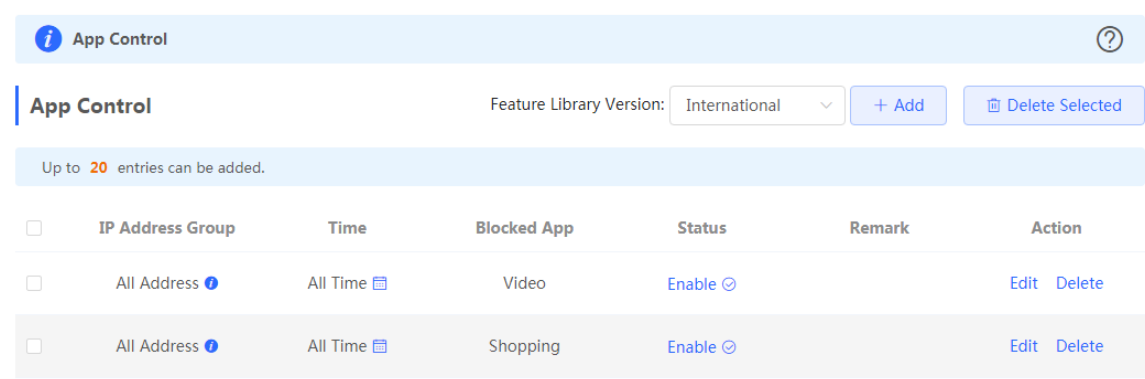 App Control
App Control Feature Library Version: International + Add Delete Selected
Up to 20 entries can be added.
IP Address Group Time Blocked App Status Remark Action
All Address All Time Video Enable Edit Delete
All Address All Time Shopping Enable Edit Delete